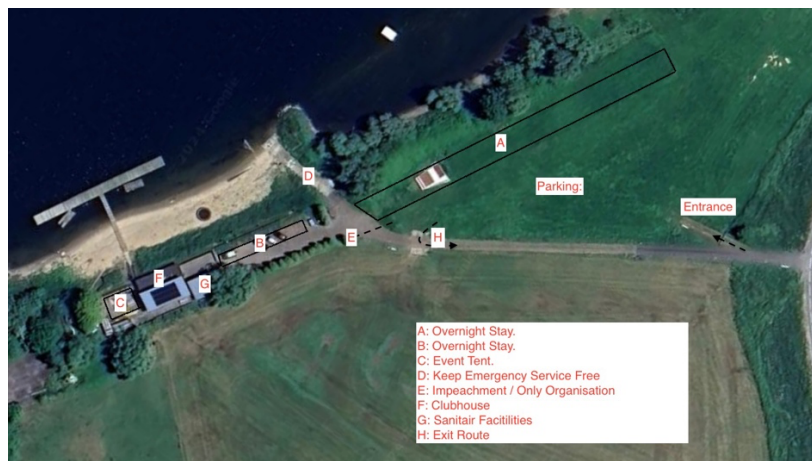 A
D
Parking:
Entrance
E
H
B
F
G
C
A: Overnight Stay.
B: Overnight Stay.
C: Event Tent.
D: Keep Emergency Service Free
E: Impeachment / Only Organisation
F: Clubhouse
G: Sanitair Facitilities
H: Exit Route